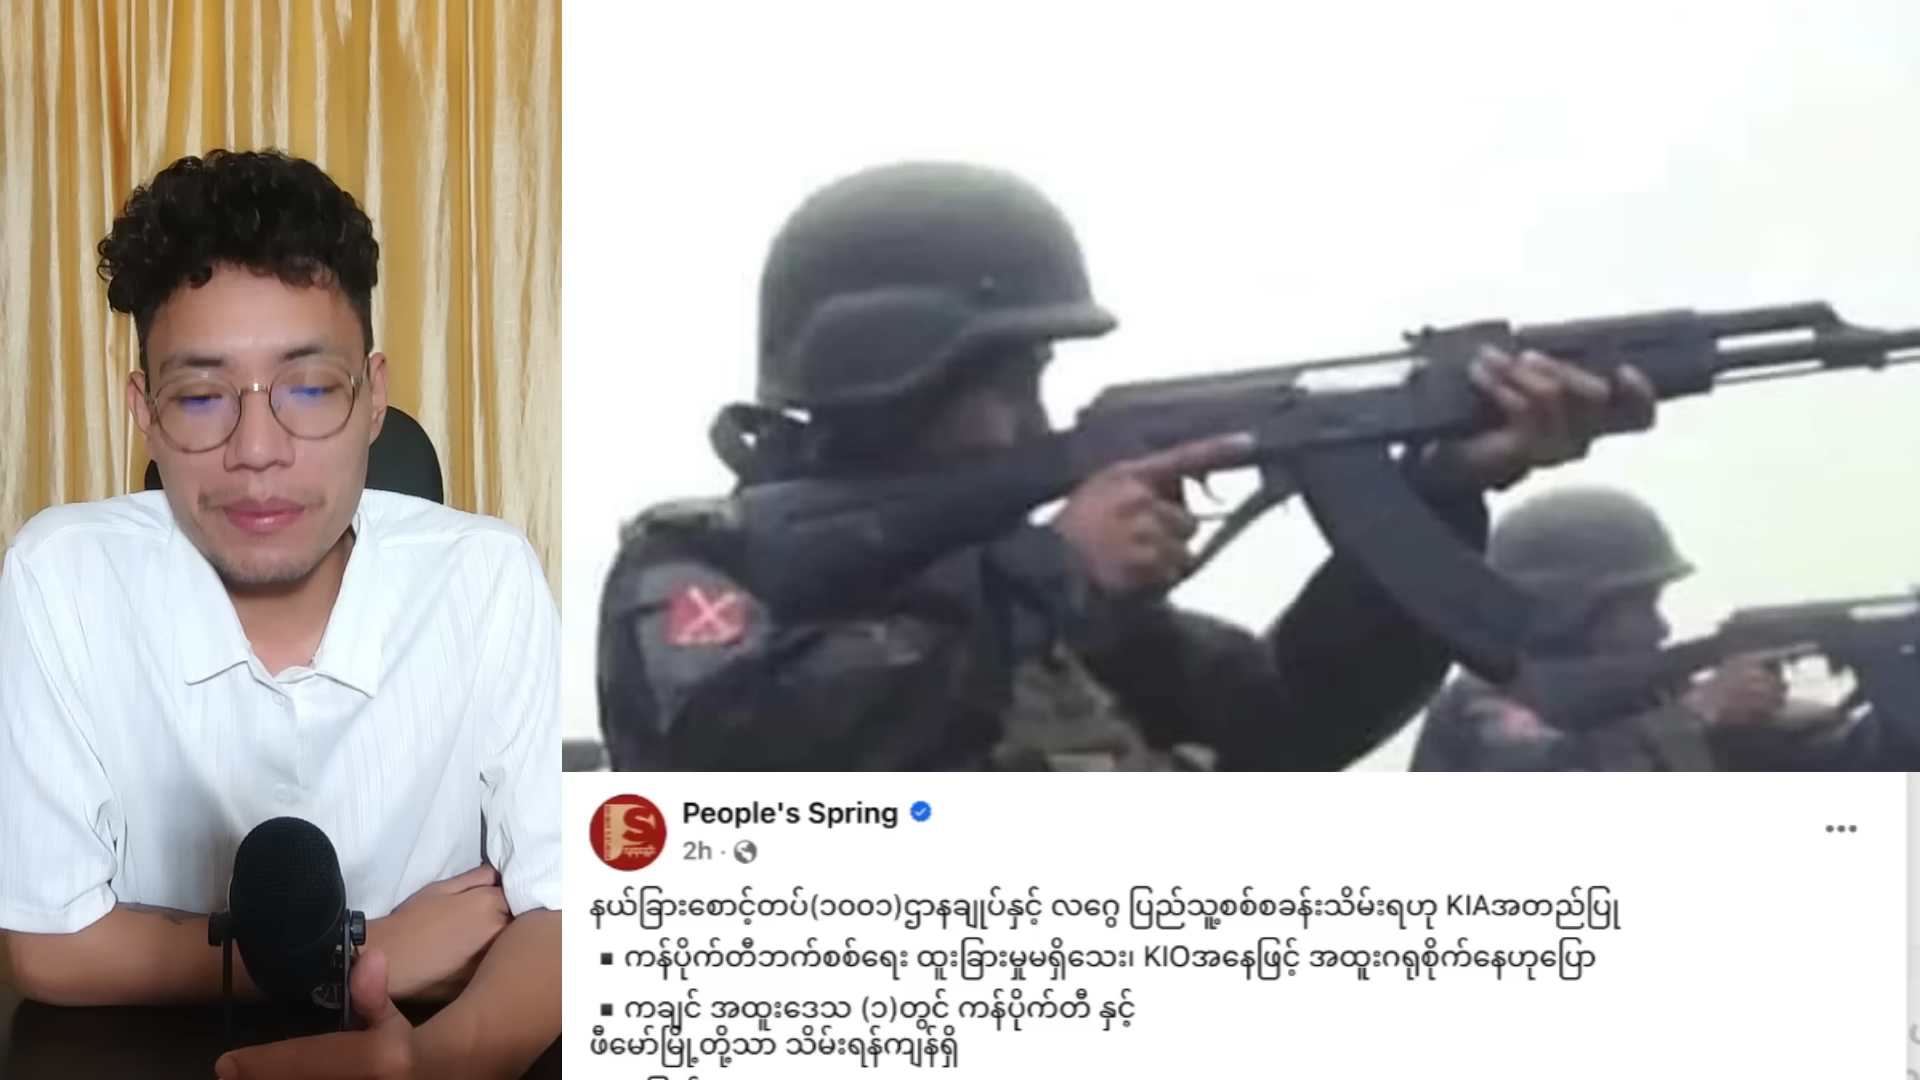 People's Spring
2h ·
နယ်ခြားစောင့်တပ်(၁၀၀၁)ဌာနချုပ်နှင့် လဂွေ ပြည်သူ့စစ်စခန်းသိမ်းရဟု KIAအတည်ပြု
▪ ကန်ပိုက်တီဘက်စစ်ရေး ထူးခြားမှုမရှိသေး၊ KIOအနေဖြင့် အထူးဂရုစိုက်နေဟုပြော
▪ ကချင် အထူးဒေသ (၁)တွင် ကန်ပိုက်တီ နှင့်
ဖီမော်မြို့တို့သာ သိမ်းရန်ကျန်ရှိ